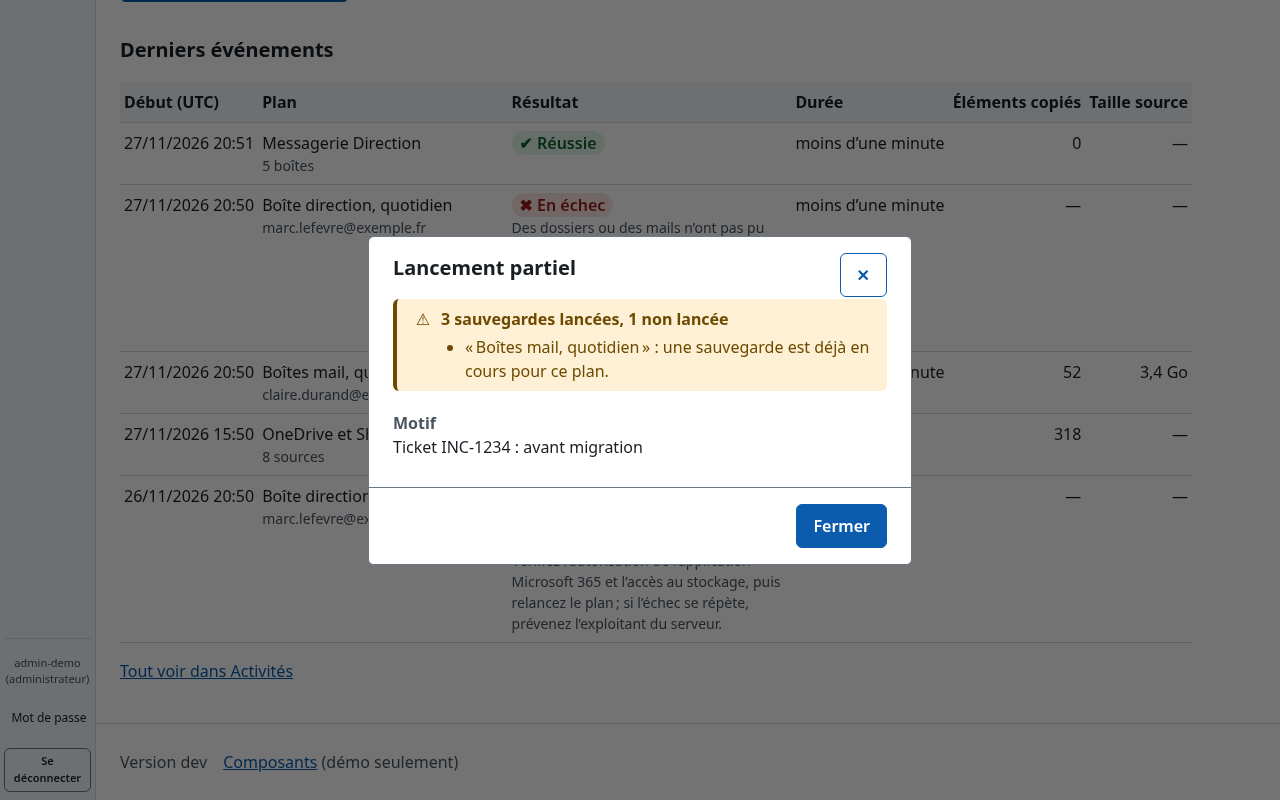 Derniers événements
Début (UTC) Plan Résultat Durée Éléments copiés Taille source
27/11/2026 20:51 Messagerie Direction ✔ Réussie moins d’une minute 0 —
5 boîtes
27/11/2026 20:50 Boîte direction, quotidien ✖ En échec moins d’une minute — —
marc.lefevre@exemple.fr Des dossiers ou des mails n’ont pas pu
Lancement partiel ✕
⚠ 3 sauvegardes lancées, 1 non lancée
• « Boîtes mail, quotidien » : une sauvegarde est déjà en
cours pour ce plan.
Motif
Ticket INC-1234 : avant migration
Fermer
27/11/2026 20:50 Boîtes mail, 52 3,4 Go
27/11/2026 15:50 OneDrive et 318 —
8 sources
26/11/2026 20:50 Boîte direction — —
Microsoft 365 et l’accès au stockage, puis
relancez le plan ; si l’échec se répète,
prévenez l’exploitant du serveur.
Tout voir dans Activités
admin-demo
(administrateur)
Mot de passe
Se
déconnecter
Version dev Composants (démo seulement)